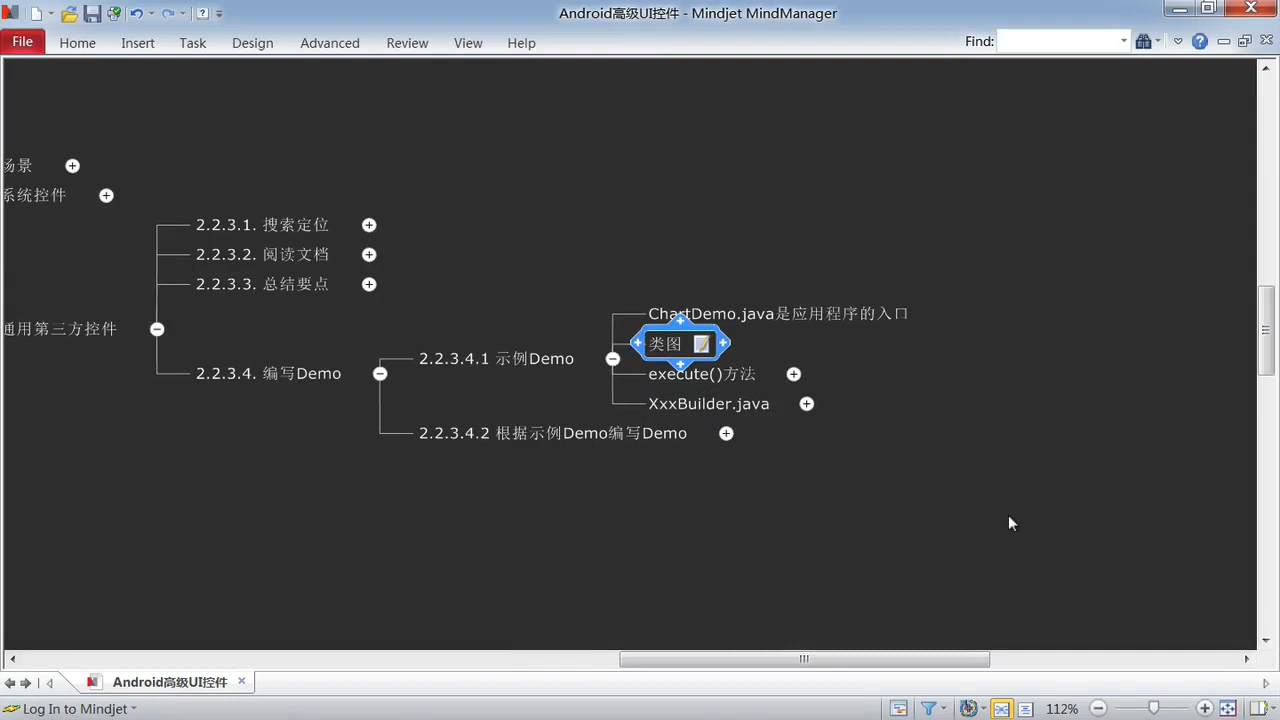 Android高级UI控件 - Mindjet MindManager
File Home Insert Task Design Advanced Review View Help Find:
场景
系统控件
2.2.3.1. 搜索定位
2.2.3.2. 阅读文档
2.2.3.3. 总结要点
通用第三方控件
2.2.3.4. 编写Demo
2.2.3.4.1 示例Demo
ChartDemo.java是应用程序的入口
类图
execute()方法
XxxBuilder.java
2.2.3.4.2 根据示例Demo编写Demo
Android高级UI控件
Log In to Mindjet 112%